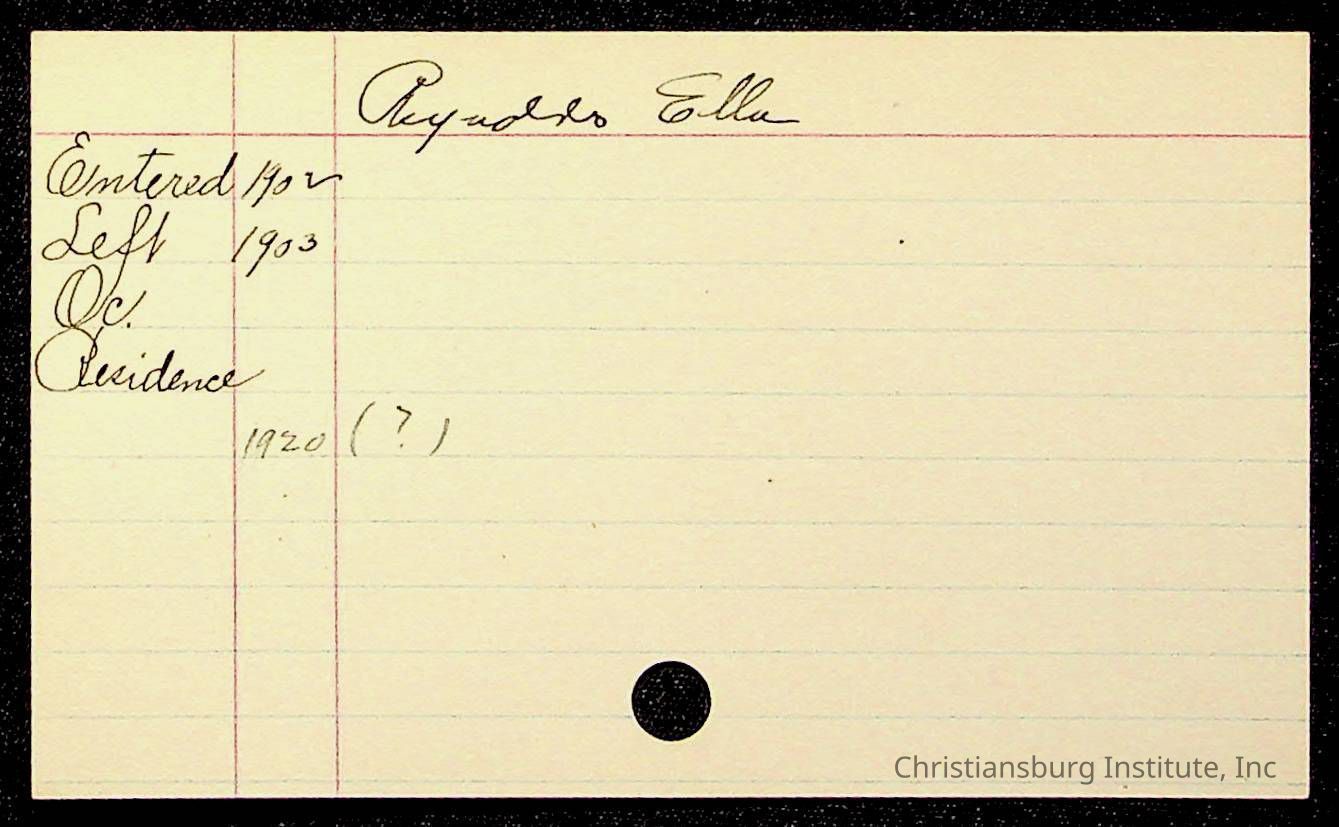 Reynolds Ella
Entered 1902
Left 1903
Oc.
Residence
1920 (?)
Christiansburg Institute, Inc